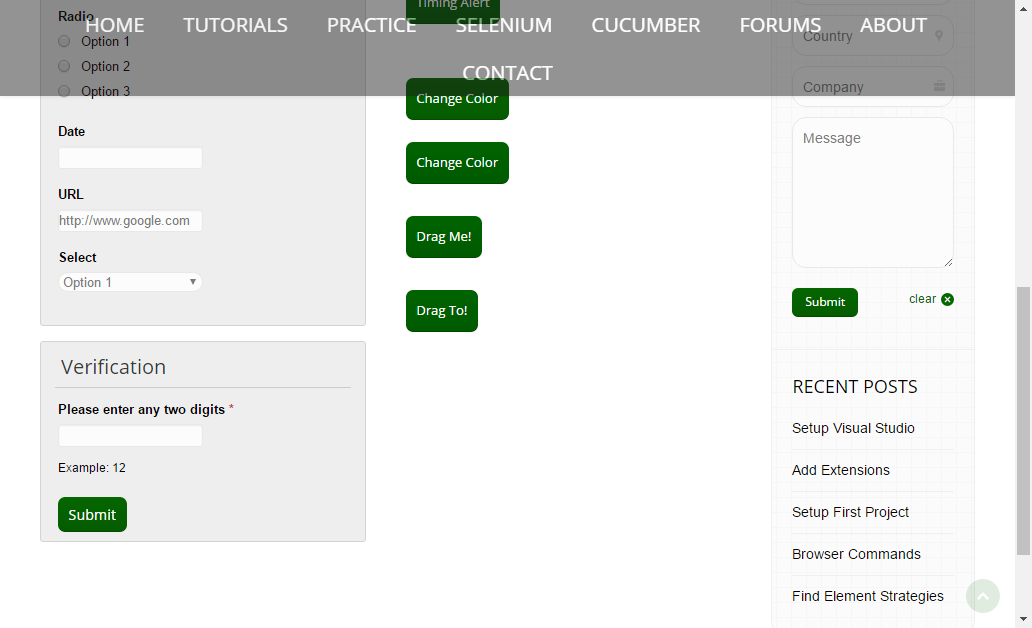 HOME TUTORIALS PRACTICE SELENIUM CUCUMBER FORUMS ABOUT
CONTACT
Radio
Option 1
Option 2
Option 3
Date
URL
http://www.google.com
Select
Option 1
Verification
Please enter any two digits *
Example: 12
Submit
Timing Alert
Change Color
Change Color
Drag Me!
Drag To!
Country
Company
Message
Submit
clear
RECENT POSTS
Setup Visual Studio
Add Extensions
Setup First Project
Browser Commands
Find Element Strategies